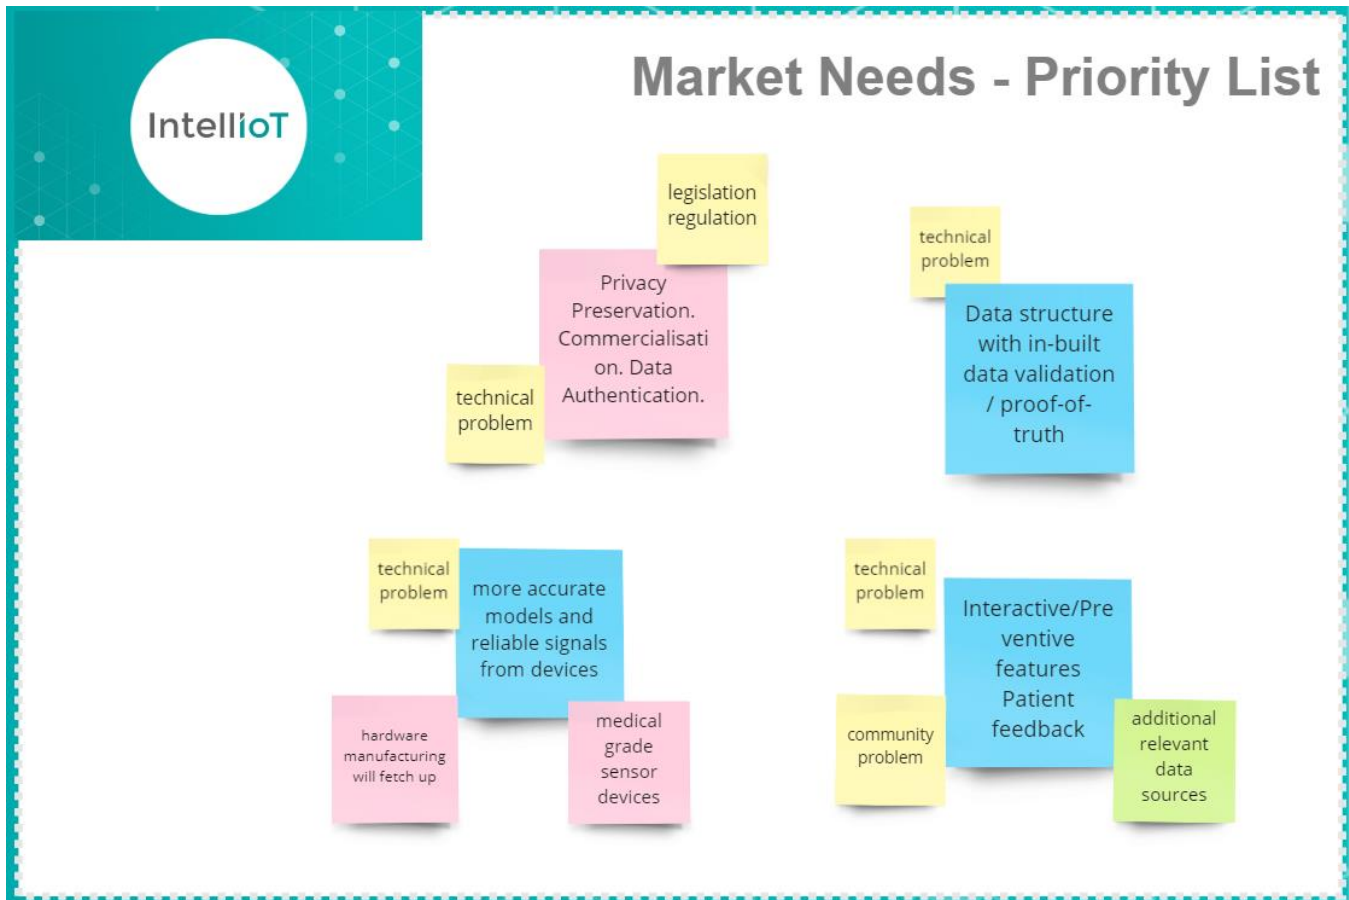 IntellIoT
Market Needs - Priority List
legislation
regulation
Privacy
Preservation.
Commercialisati
on. Data
Authentication.
technical
problem
technical
problem
Data structure
with in-built
data validation
/ proof-of-
truth
technical
problem
more accurate
models and
reliable signals
from devices
hardware
manufacturing
will fetch up
medical
grade
sensor
devices
technical
problem
Interactive/Pre
ventive
features
Patient
feedback
community
problem
additional
relevant
data
sources